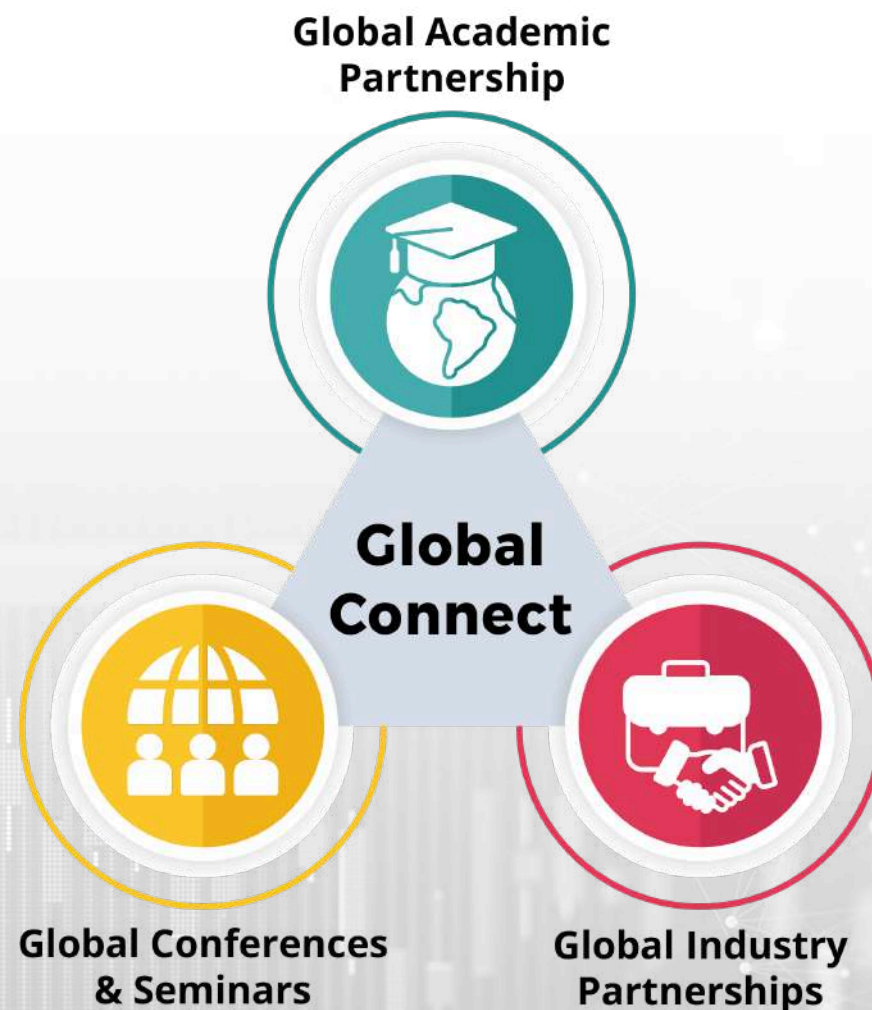 Global Academic
Partnership
Global
Connect
Global Conferences
& Seminars
Global Industry
Partnerships